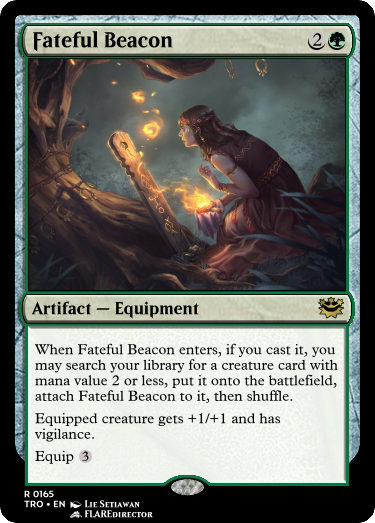 Fateful Beacon 2
Artifact — Equipment
When Fateful Beacon enters, if you cast it, you
may search your library for a creature card with
mana value 2 or less, put it onto the battlefield,
attach Fateful Beacon to it, then shuffle.
Equipped creature gets +1/+1 and has
vigilance.
Equip 3
R 0165
TRO • EN Lie Setiawan
FLAREdirector